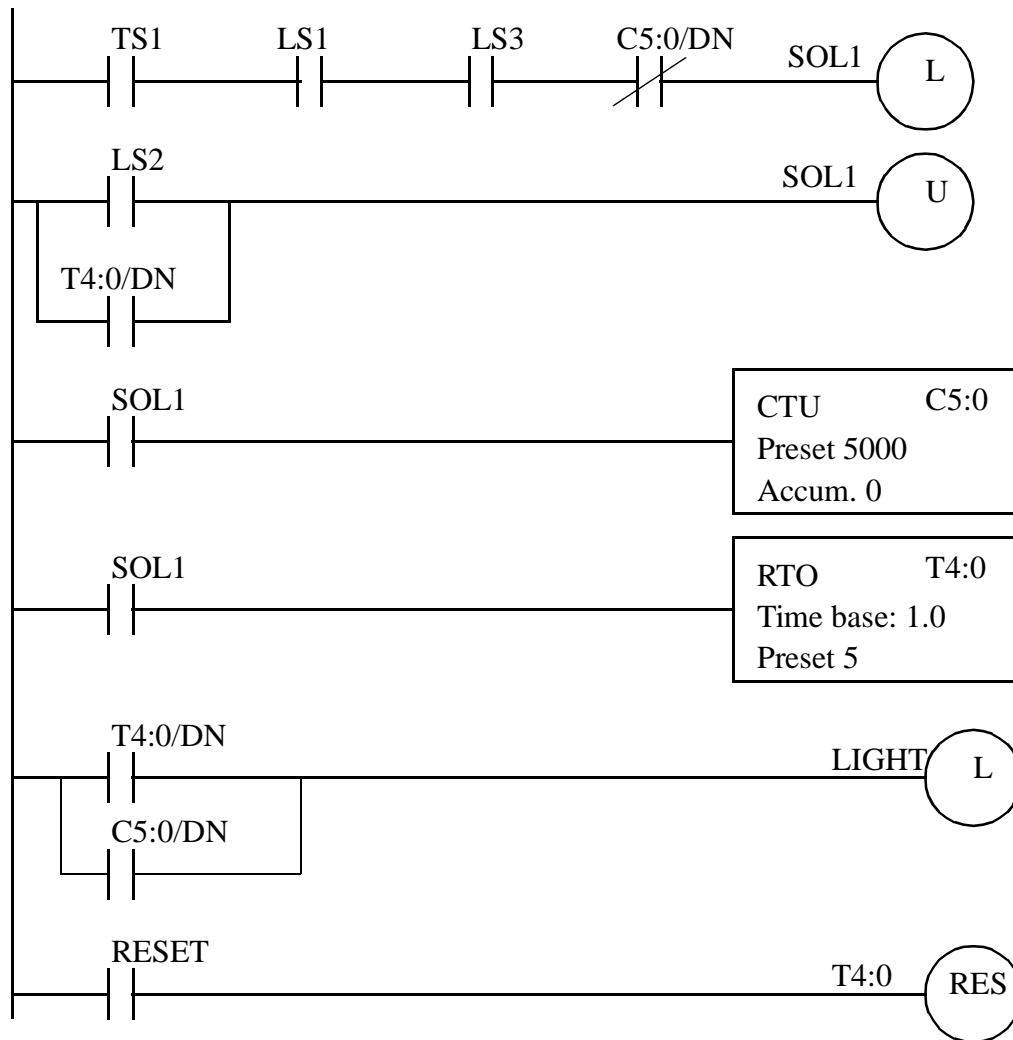 TS1 LS1 LS3 C5:0/DN SOL1 L
LS2 SOL1 U
T4:0/DN
SOL1
CTU C5:0
Preset 5000
Accum. 0
SOL1
RTO T4:0
Time base: 1.0
Preset 5
T4:0/DN LIGHT L
C5:0/DN
RESET T4:0 RES